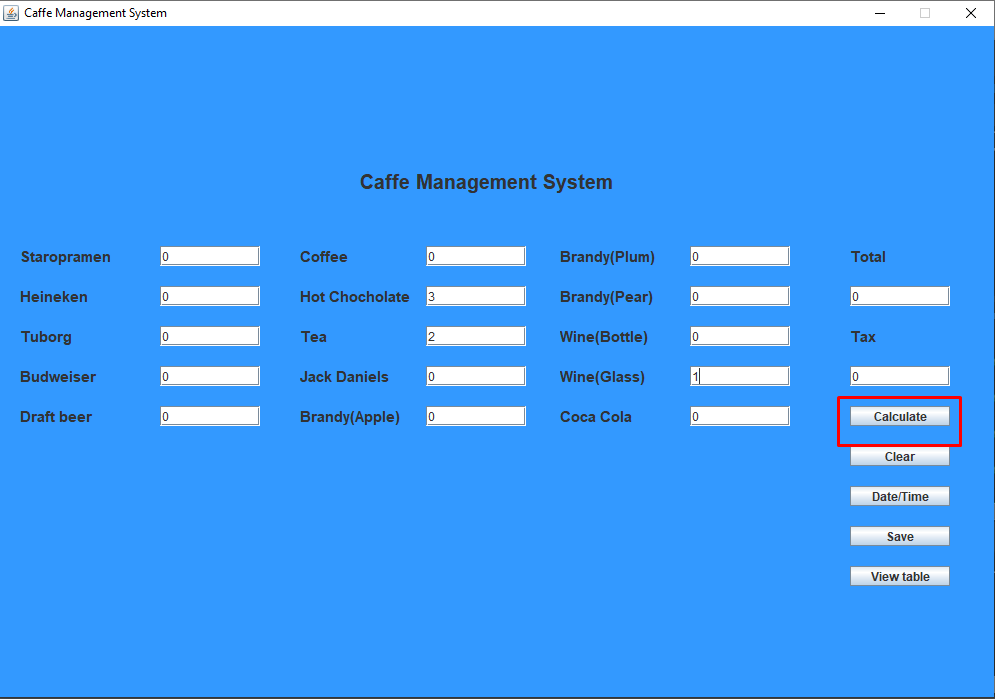 Caffe Management System
Caffe Management System
Staropramen 0 Coffee 0 Brandy(Plum) 0 Total
Heineken 0 Hot Chocholate 3 Brandy(Pear) 0 0
Tuborg 0 Tea 2 Wine(Bottle) 0 Tax
Budweiser 0 Jack Daniels 0 Wine(Glass) 1 0
Draft beer 0 Brandy(Apple) 0 Coca Cola 0 Calculate
Clear
Date/Time
Save
View table